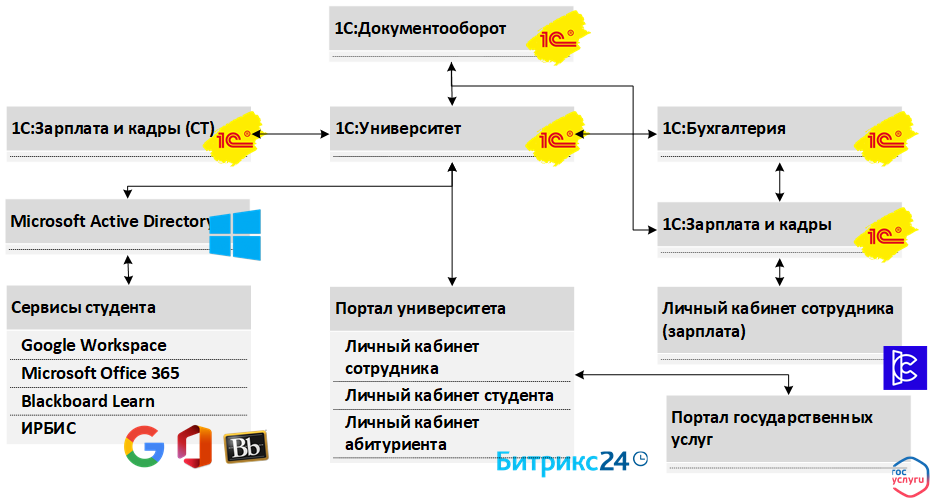 1С:Документооборот
1С®
1С:Зарплата и кадры (СТ)
1С®
1С:Университет
1С®
1С:Бухгалтерия
1С®
Microsoft Active Directory
1С:Зарплата и кадры
1С®
Сервисы студента
Google Workspace
Microsoft Office 365
Blackboard Learn
ИРБИС
G
Bb
Портал университета
Личный кабинет
сотрудника
Личный кабинет студента
Личный кабинет
абитуриента
Битрикс24
Личный кабинет сотрудника
(зарплата)
Портал государственных
услуг
гос
услуги